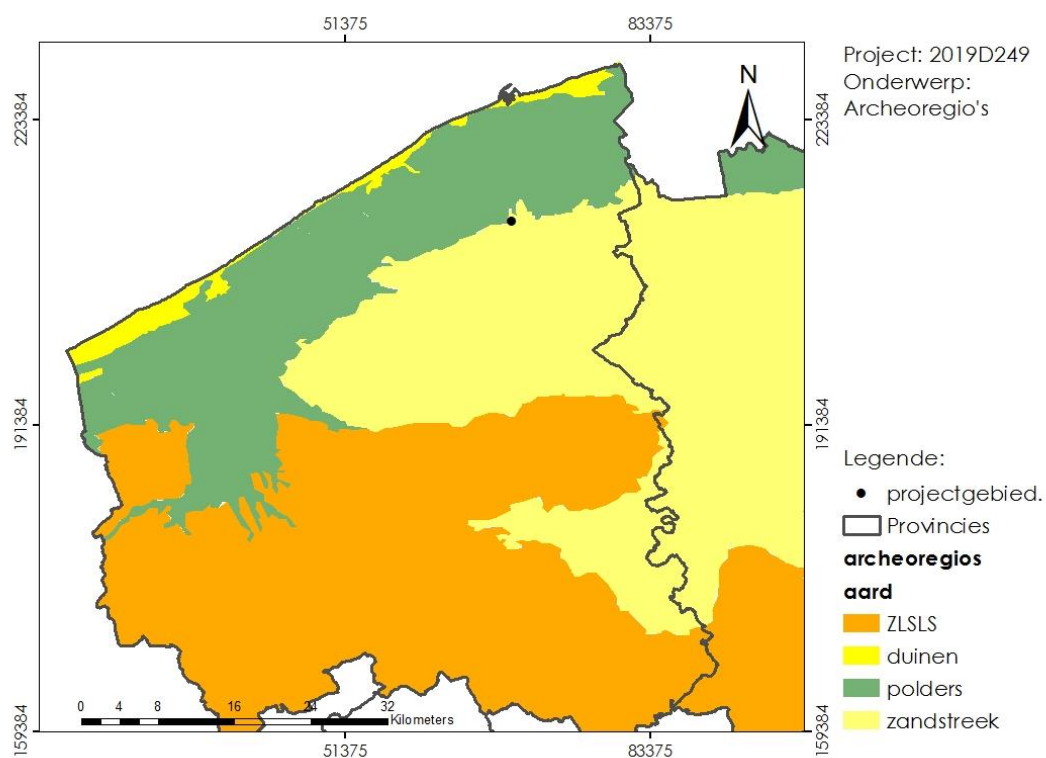 51375 83375
Project: 2019D249
Onderwerp:
Archeoregio's
N
223384 223384
191384 191384
Legende:
projectgebied.
Provincies
archeoregios
aard
ZLSLS
duinen
polders
zandstreek
0 4 8 16 24 32
Kilometers
159384 159384
51375 83375